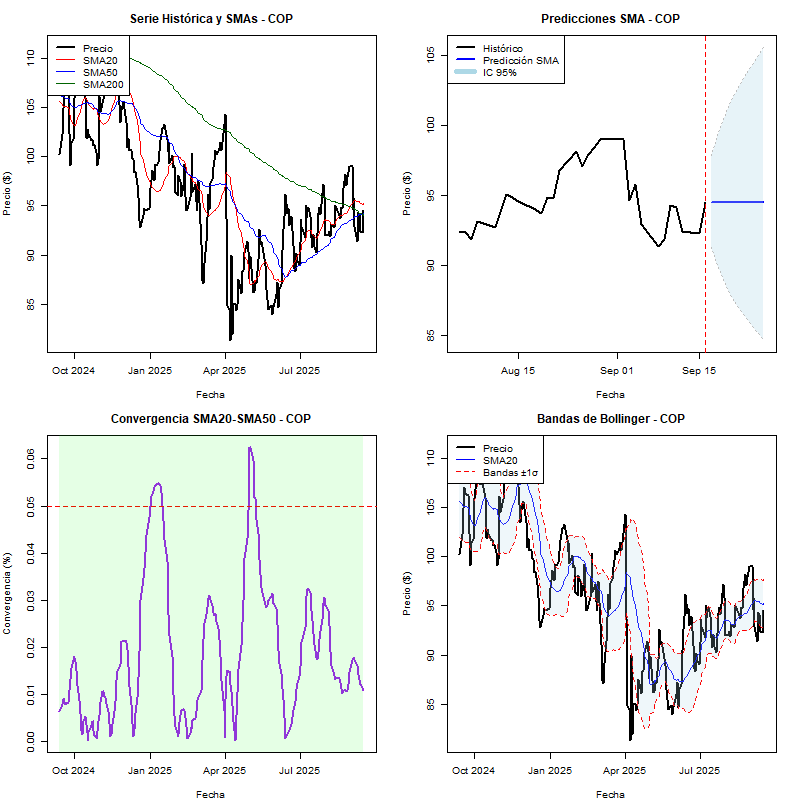 Serie Histórica y SMAs - COP
Precio ($)
110
105
100
95
90
85
Precio
SMA20
SMA50
SMA200
Oct 2024
Jan 2025
Apr 2025
Jul 2025
Fecha
Predicciones SMA - COP
Precio ($)
105
100
95
90
85
Histórico
Predicción SMA
IC 95%
Aug 15
Sep 01
Sep 15
Fecha
Convergencia SMA20-SMA50 - COP
Convergencia (%)
0.06
0.05
0.04
0.03
0.02
0.01
0.00
Oct 2024
Jan 2025
Apr 2025
Jul 2025
Fecha
Bandas de Bollinger - COP
Precio ($)
110
105
100
95
90
85
Precio
SMA20
Bandas ±1σ
Oct 2024
Jan 2025
Apr 2025
Jul 2025
Fecha